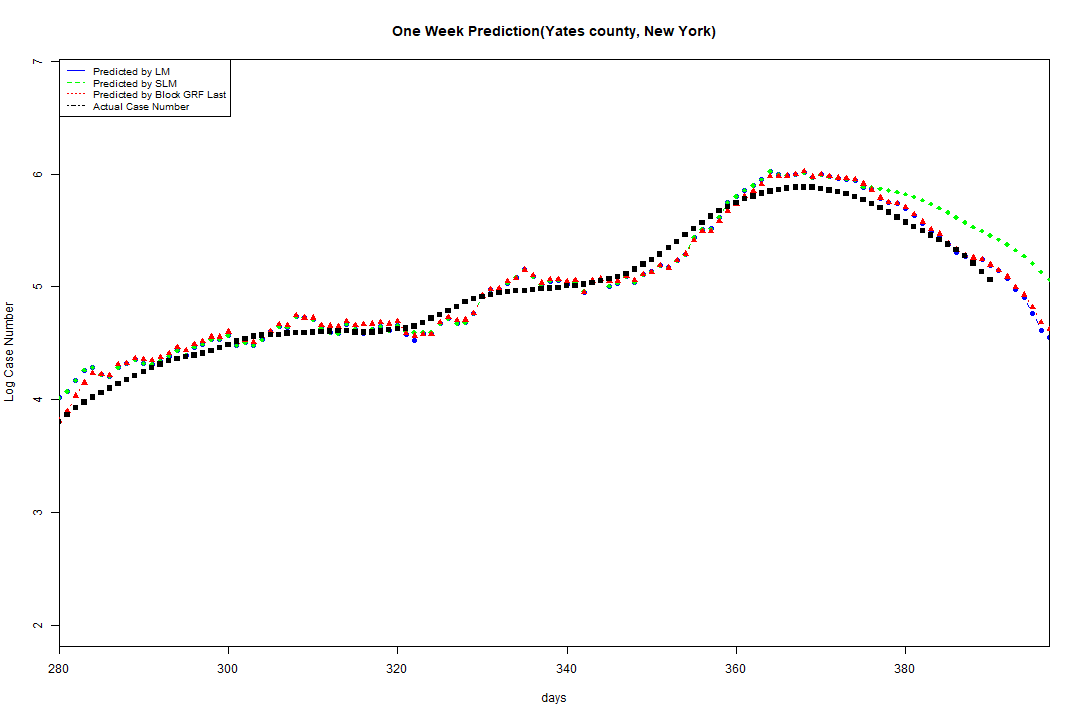 One Week Prediction(Yates county, New York)
Predicted by LM
Predicted by SLM
Predicted by Block GRF Last
Actual Case Number
7
6
5
4
3
2
Log Case Number
280 300 320 340 360 380
days